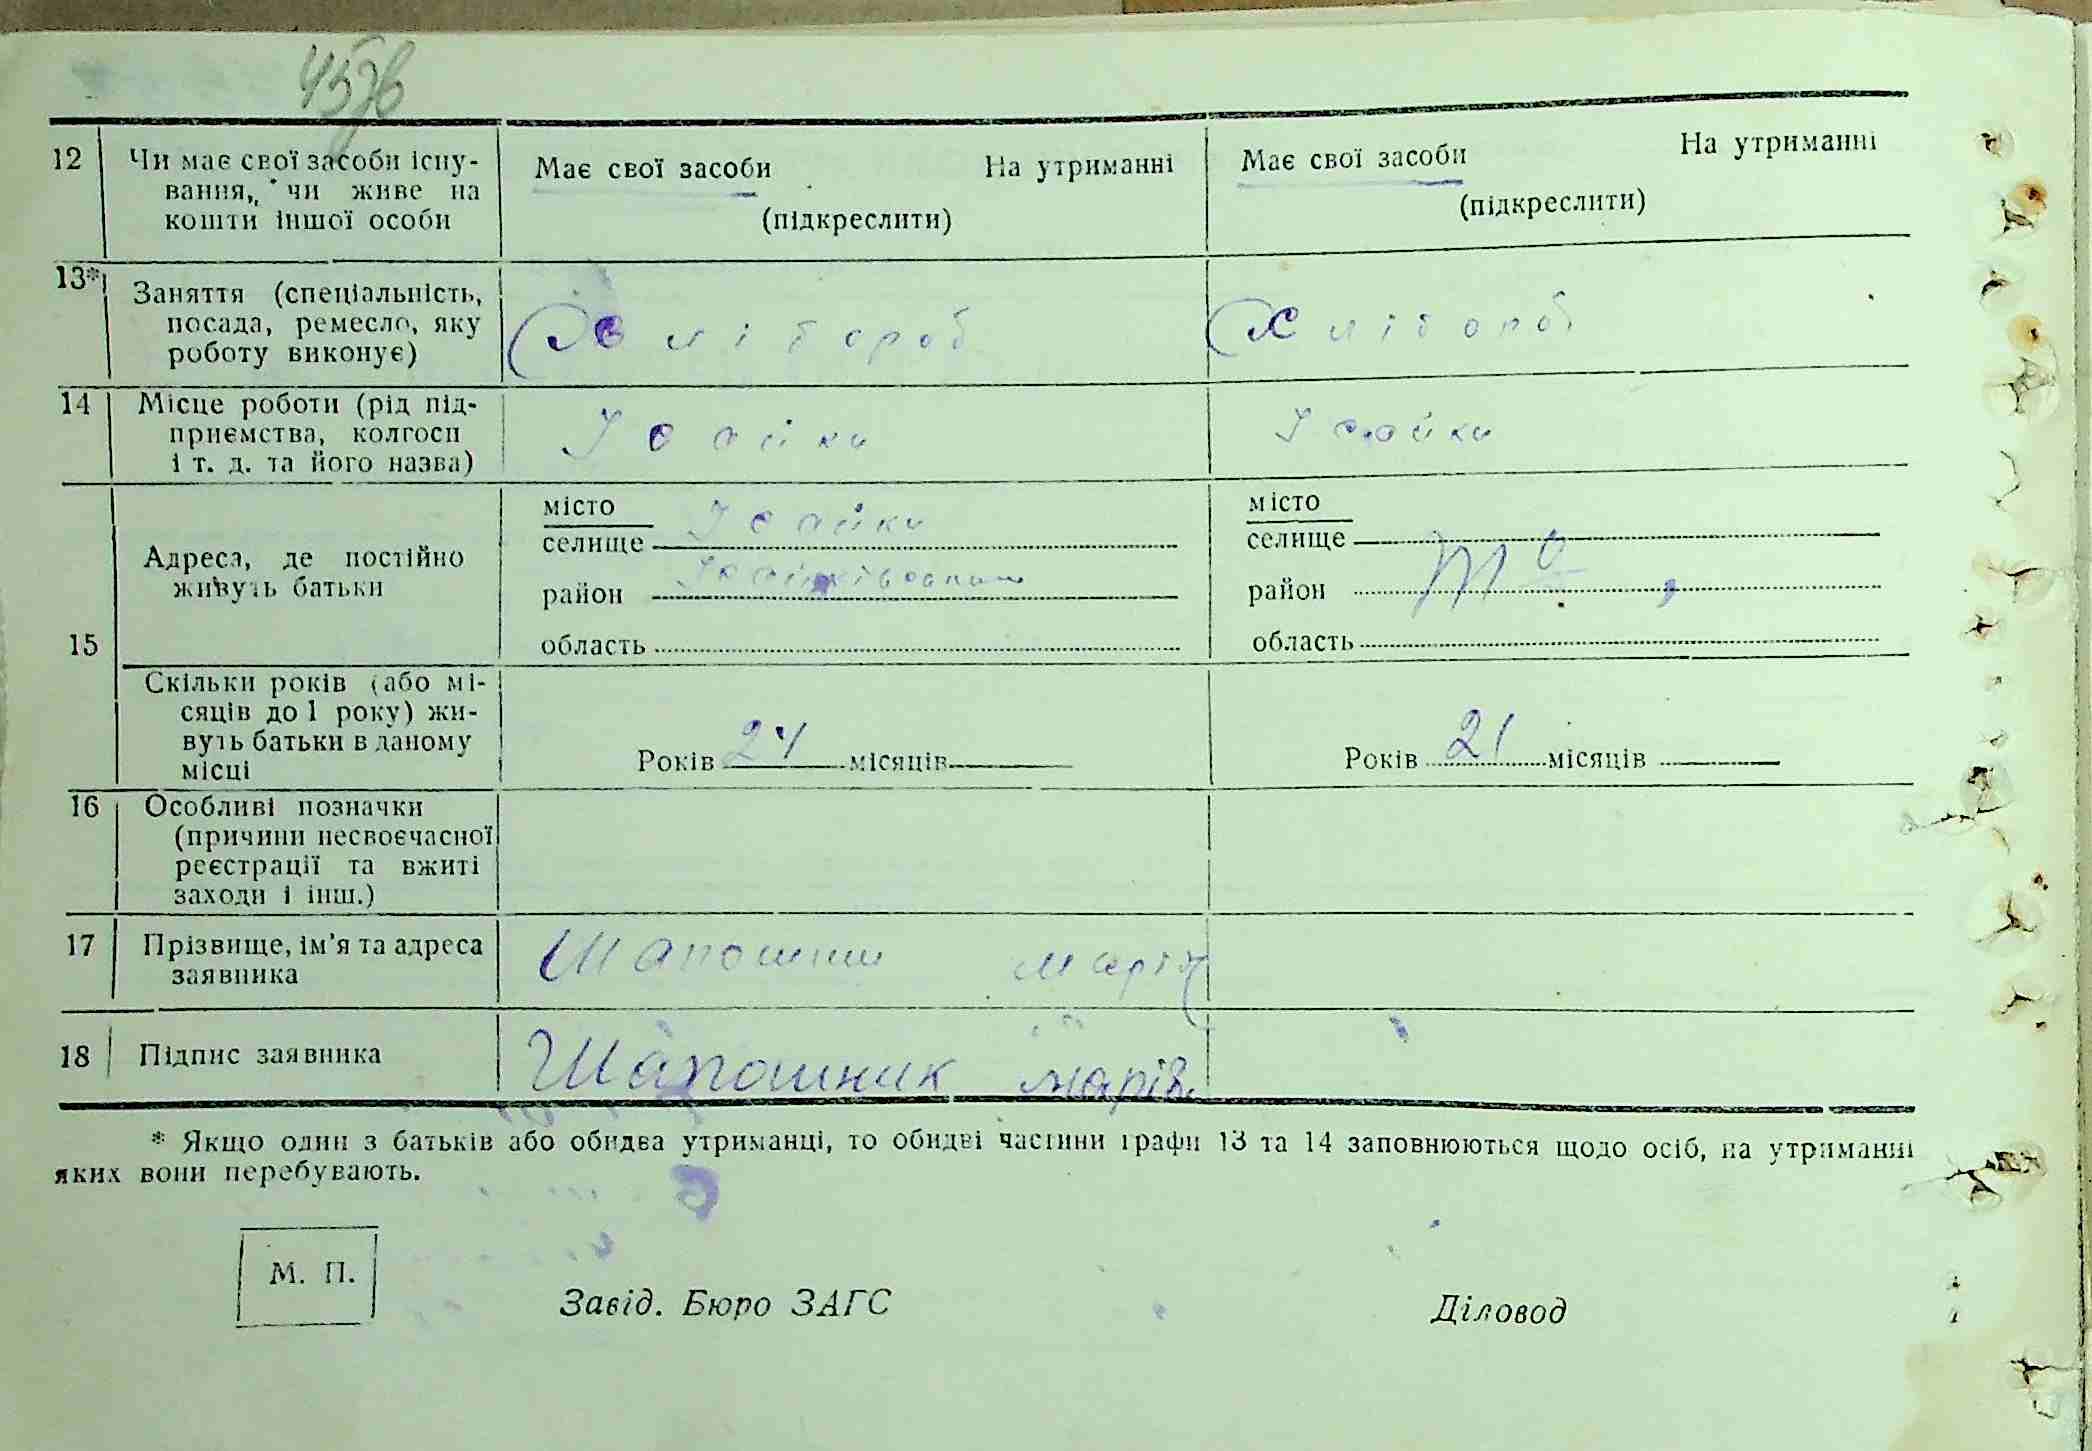 12 Чи має свої засоби існу-
вання, чи живе на
кошти іншої особи
Має свої засоби На утриманні
(підкреслити)
Має свої засоби На утриманні
(підкреслити)
13* Заняття (спеціальність,
посада, ремесло, яку
роботу виконує)
Хлібороб
Хлібороб
14 Місце роботи (рід під-
приємства, колгосп
і т. д. та його назва)
Ісайки
Ісайки
15
Адреса, де постійно
живуть батьки
місто
селище Ісайки
район
область
місто
селище
район
область
Скільки років (або мі-
сяців до 1 року) жи-
вуть батьки в даному
місці
Років 24 місяців
Років 21 місяців
16 Особливі позначки
(причини несвоєчасної
реєстрації та вжиті
заходи і інш.)
17 Прізвище, ім'я та адреса
заявника
Марія
18 Підпис заявника
Шапошник Марія
* Якщо один з батьків або обидва утриманці, то обидві частини графи 13 та 14 заповнюються щодо осіб, на утриманні
яких вони перебувають.
М. П.
Завід. Бюро ЗАГС
Діловод